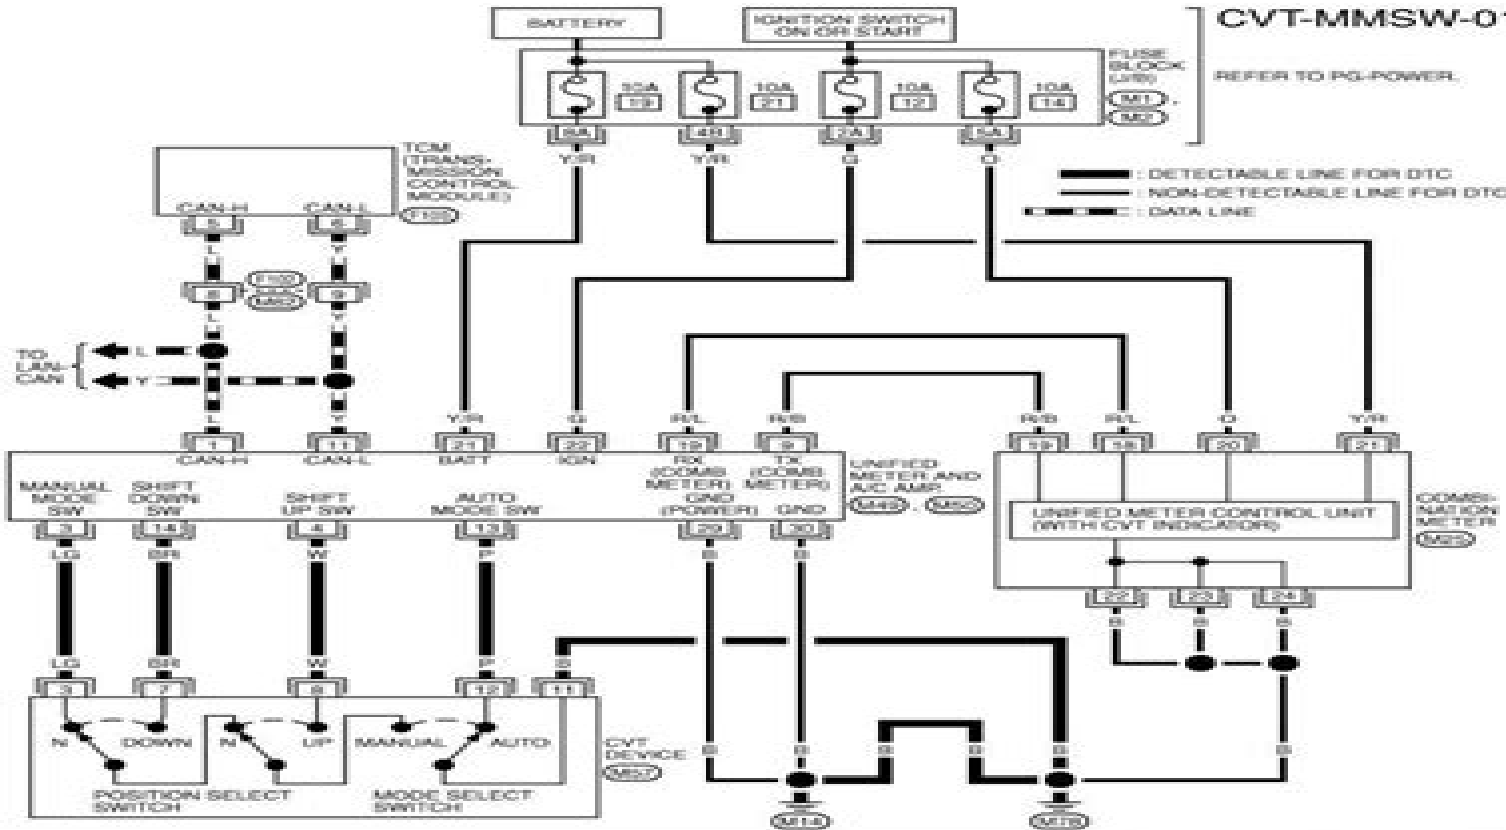 BATTERY
IGNITION SWITCH
ON OR START
CVT-MMSW-01
FUSE
BLOCK
(J/B)
M1 ,
M2
REFER TO PG-POWER.
10A
19
10A
21
10A
12
10A
14
8A
4B
2A
5A
Y/R
Y/R
G
O
: DETECTABLE LINE FOR DTC
: NON-DETECTABLE LINE FOR DTC
: DATA LINE
TCM
(TRANS-
MISSION
CONTROL
MODULE)
CAN-H
CAN-L
5
6
L
Y
8
9
L
Y
TO
LAN-
CAN
L
Y
L
Y
Y/R
G
R/L
R/B
R/B
R/L
O
Y/R
1
11
21
22
19
9
19
18
20
21
CAN-H
CAN-L
BATT
IGN
RX
(COMB.
METER)
TX
(COMB.
METER)
MANUAL
MODE
SW
SHIFT
DOWN
SW
SHIFT
UP SW
AUTO
MODE SW
GND
(POWER)
GND
UNIFIED
METER AND
A/C AMP.
M49 ,
UNIFIED METER CONTROL UNIT
(WITH CVT INDICATOR)
COMBI-
NATION
METER
3
14
4
13
29
30
22
23
24
LG
BR
W
P
B
B
B
B
B
LG
BR
W
P
B
3
7
8
12
11
N
DOWN
N
UP
MANUAL
AUTO
POSITION SELECT
SWITCH
MODE SELECT
SWITCH
CVT
DEVICE
M57
B
B
B
B
B
B
M14
M78